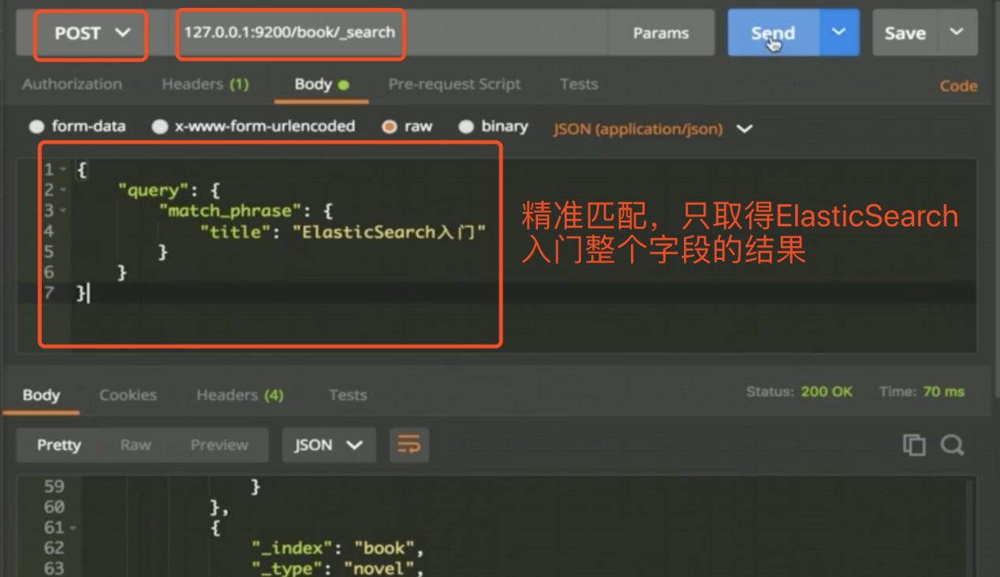 POST 127.0.0.1:9200/book/_search Params Send Save
Authorization Headers (1) Body Pre-request Script Tests Code
form-data x-www-form-urlencoded raw binary JSON (application/json)
1 {
2 "query": {
3 "match_phrase": {
4 "title": "ElasticSearch入门"
5 }
6 }
7 }
精准匹配，只取得ElasticSearch
入门整个字段的结果
Body Cookies Headers (4) Tests Status: 200 OK Time: 70 ms
Pretty Raw Preview JSON
59 }
60 },
61 {
62 "_index": "book",
63 "_type": "novel",